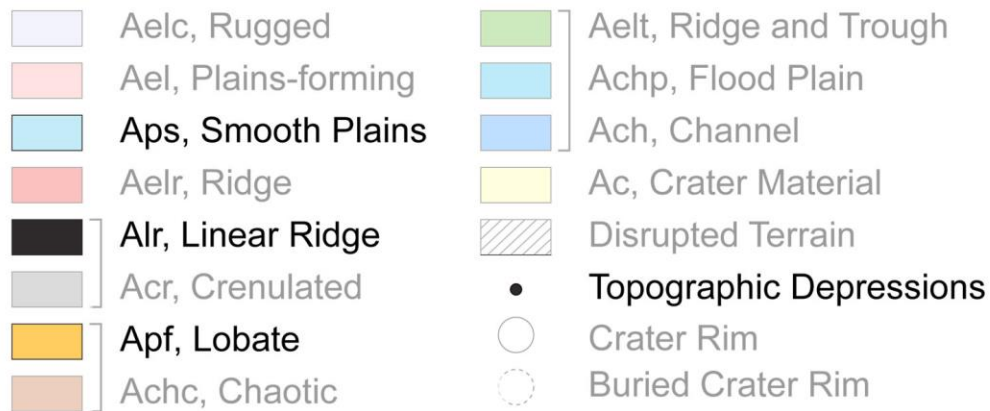 Aelc, Rugged
Ael, Plains-forming
Aps, Smooth Plains
Aelr, Ridge
Alr, Linear Ridge
Acr, Crenulated
Apf, Lobate
Achc, Chaotic
Aelt, Ridge and Trough
Achp, Flood Plain
Ach, Channel
Ac, Crater Material
Disrupted Terrain
Topographic Depressions
Crater Rim
Buried Crater Rim